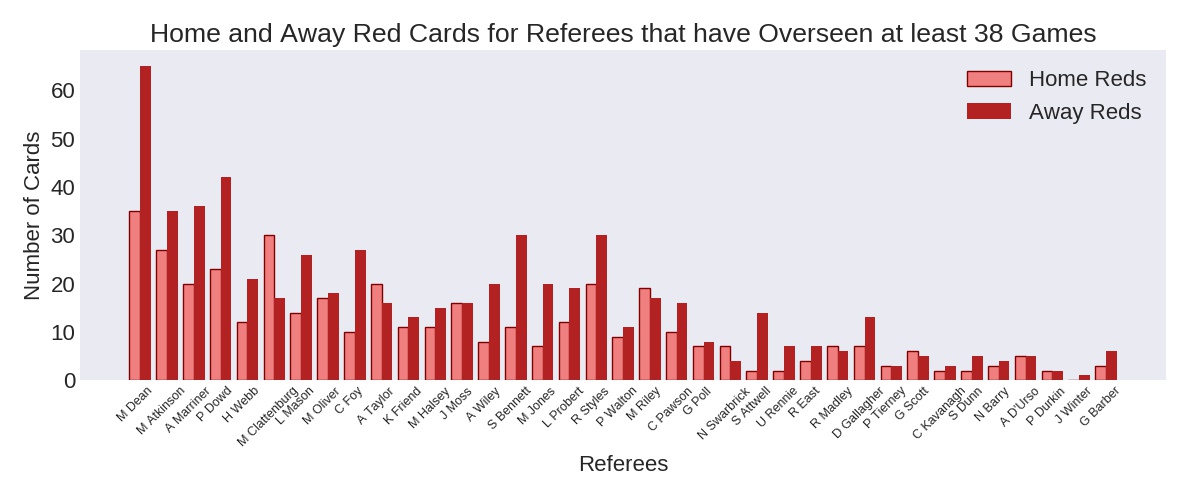 Home and Away Red Cards for Referees that have Overseen at least 38 Games
Home Reds
Away Reds
Number of Cards
60
50
40
30
20
10
0
M Dean
M Atkinson
A Marriner
P Dowd
H Webb
M Clattenburg
L Mason
M Oliver
C Foy
A Taylor
K Friend
M Halsey
J Moss
A Wiley
S Bennett
M Jones
L Probert
R Styles
P Walton
M Riley
C Pawson
G Poll
N Swarbrick
S Attwell
U Rennie
R East
R Madley
D Gallagher
P Tierney
G Scott
C Kavanagh
S Dunn
N Barry
A D'Urso
P Durkin
J Winter
G Barber
Referees